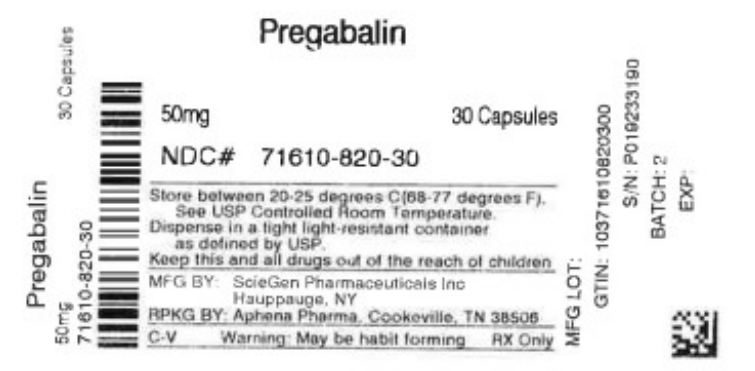 Pregabalin
50mg 30 Capsules
NDC# 71610-820-30
Store between 20-25 degrees C(68-77 degrees F).
See USP Controlled Room Temperature.
Dispense in a tight light-resistant container
as defined by USP.
Keep this and all drugs out of the reach of children
MFG BY: ScieGen Pharmaceuticals Inc
Hauppauge, NY
RPKG BY: Aphena Pharma, Cookeville, TN 38506
C-V Warning: May be habit forming RX Only
Pregabalin
50mg 30 Capsules
71610-820-30
MFG LOT:
GTIN: 10371610820300
S/N: P019233190
BATCH: 2
EXP: